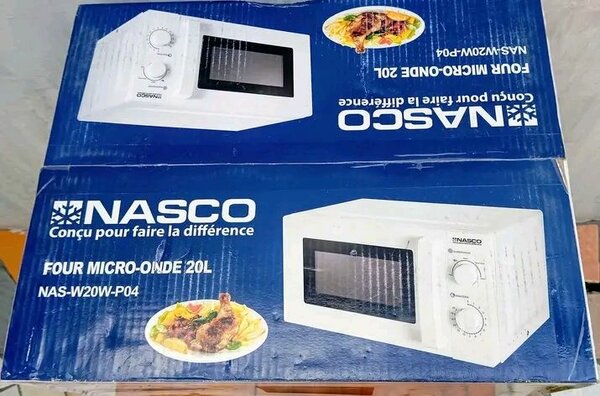 NAS-W20W-P04
FOUR MICRO-ONDE 20L
Conçu pour faire la différence
NASCO
NASCO
Conçu pour faire la différence
FOUR MICRO-ONDE 20L
NAS-W20W-P04
NASCO